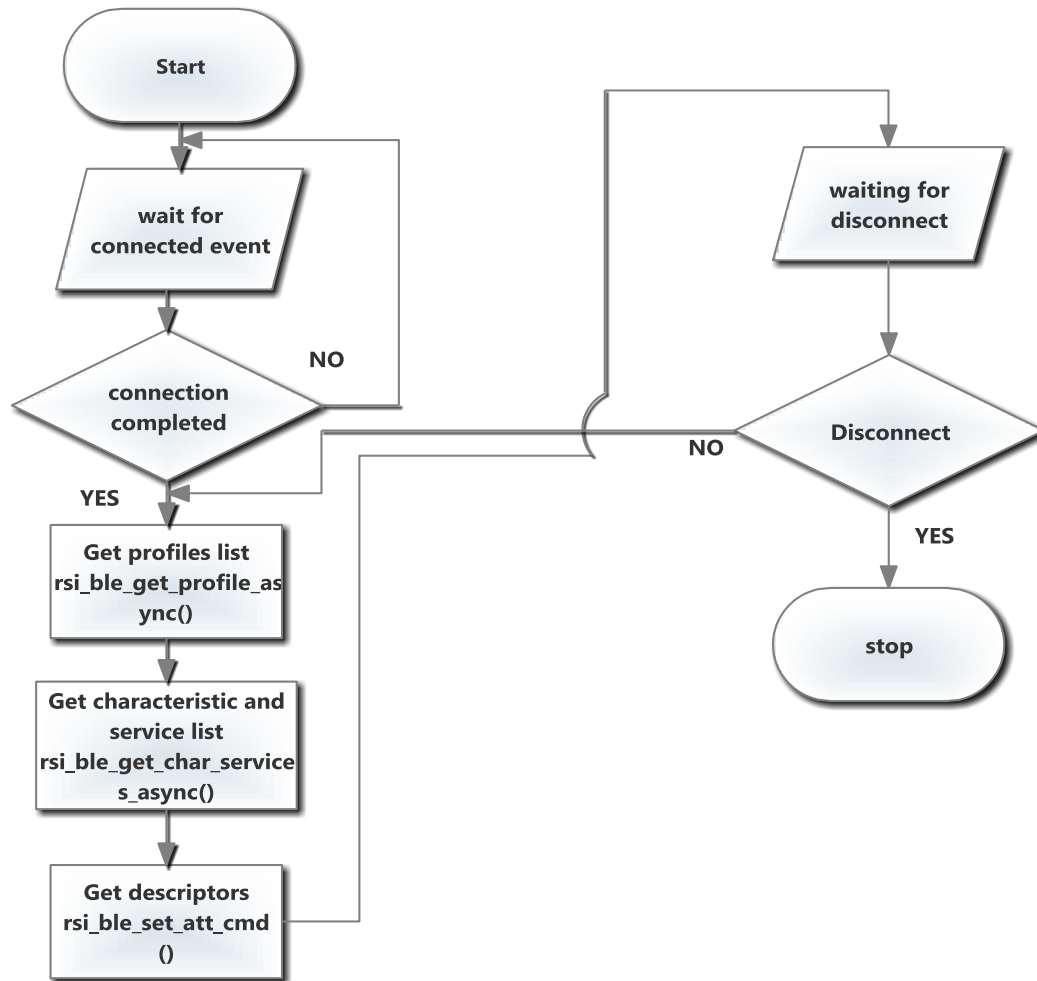 Start
wait for
connected event
NO
connection
completed
YES
Get profiles list
rsi_ble_get_profile_as
ync()
Get characteristic and
service list
rsi_ble_get_char_service
s_async()
Get descriptors
rsi_ble_set_att_cmd
()
waiting for
disconnect
Disconnect
NO
YES
stop